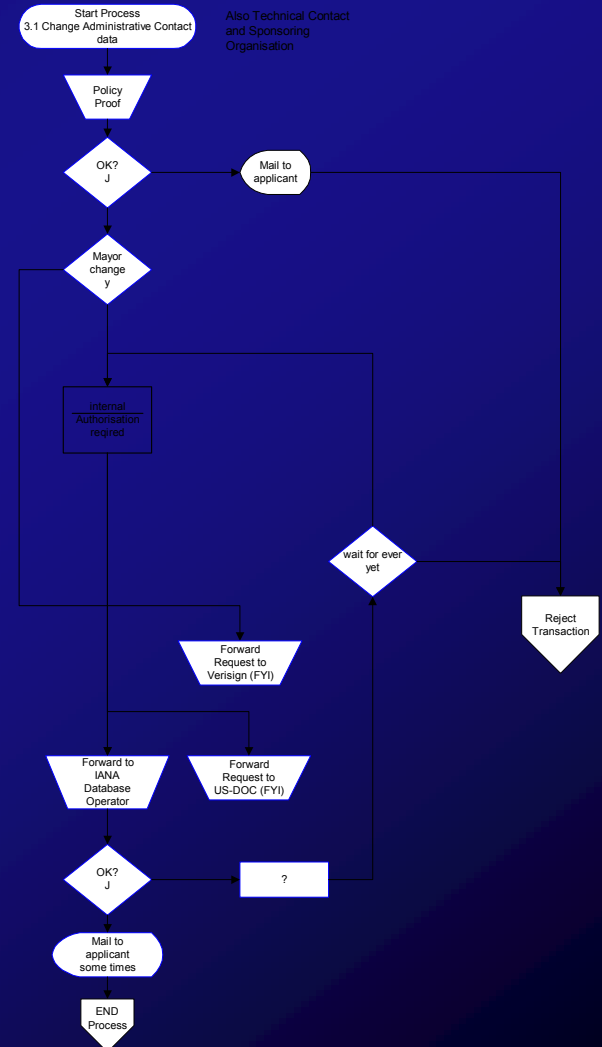 Start Process
3.1 Change Administrative Contact
data
Also Technical Contact
and Sponsoring
Organisation
Policy
Proof
OK?
J
Mail to
applicant
Mayor
change
y
internal
Authorisation
reqired
wait for ever
yet
Reject
Transaction
Forward
Request to
Verisign (FYI)
Forward to
IANA
Database
Operator
Forward
Request to
US-DOC (FYI)
OK?
J
?
Mail to
applicant
some times
END
Process